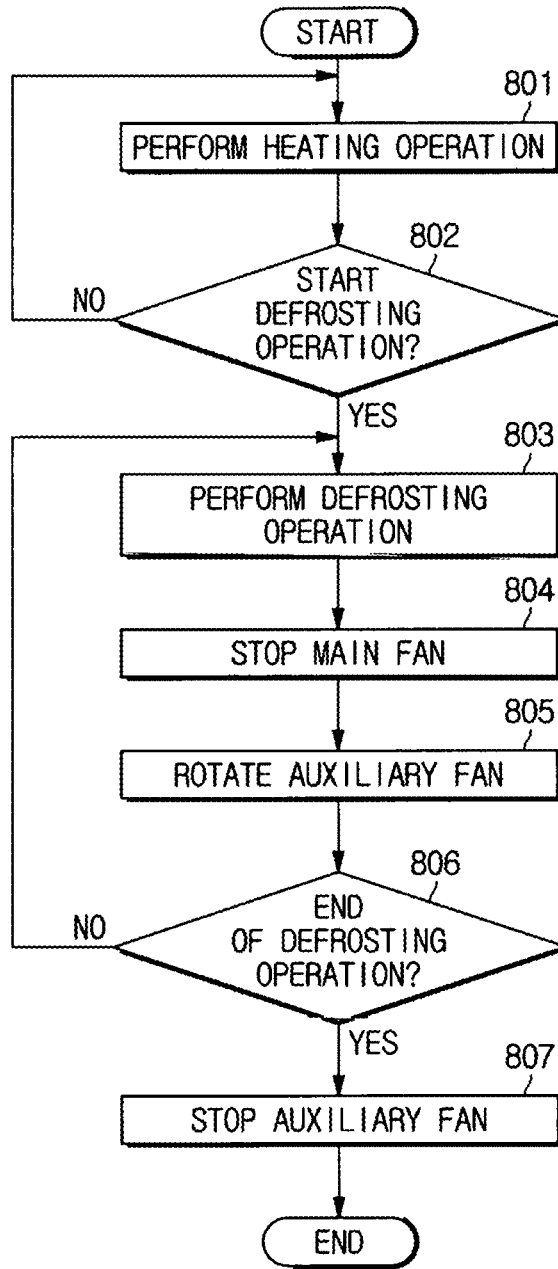 START
801
PERFORM HEATING OPERATION
802
START
DEFROSTING
OPERATION?
NO
YES
803
PERFORM DEFROSTING
OPERATION
804
STOP MAIN FAN
805
ROTATE AUXILIARY FAN
806
END
OF DEFROSTING
OPERATION?
NO
YES
807
STOP AUXILIARY FAN
END